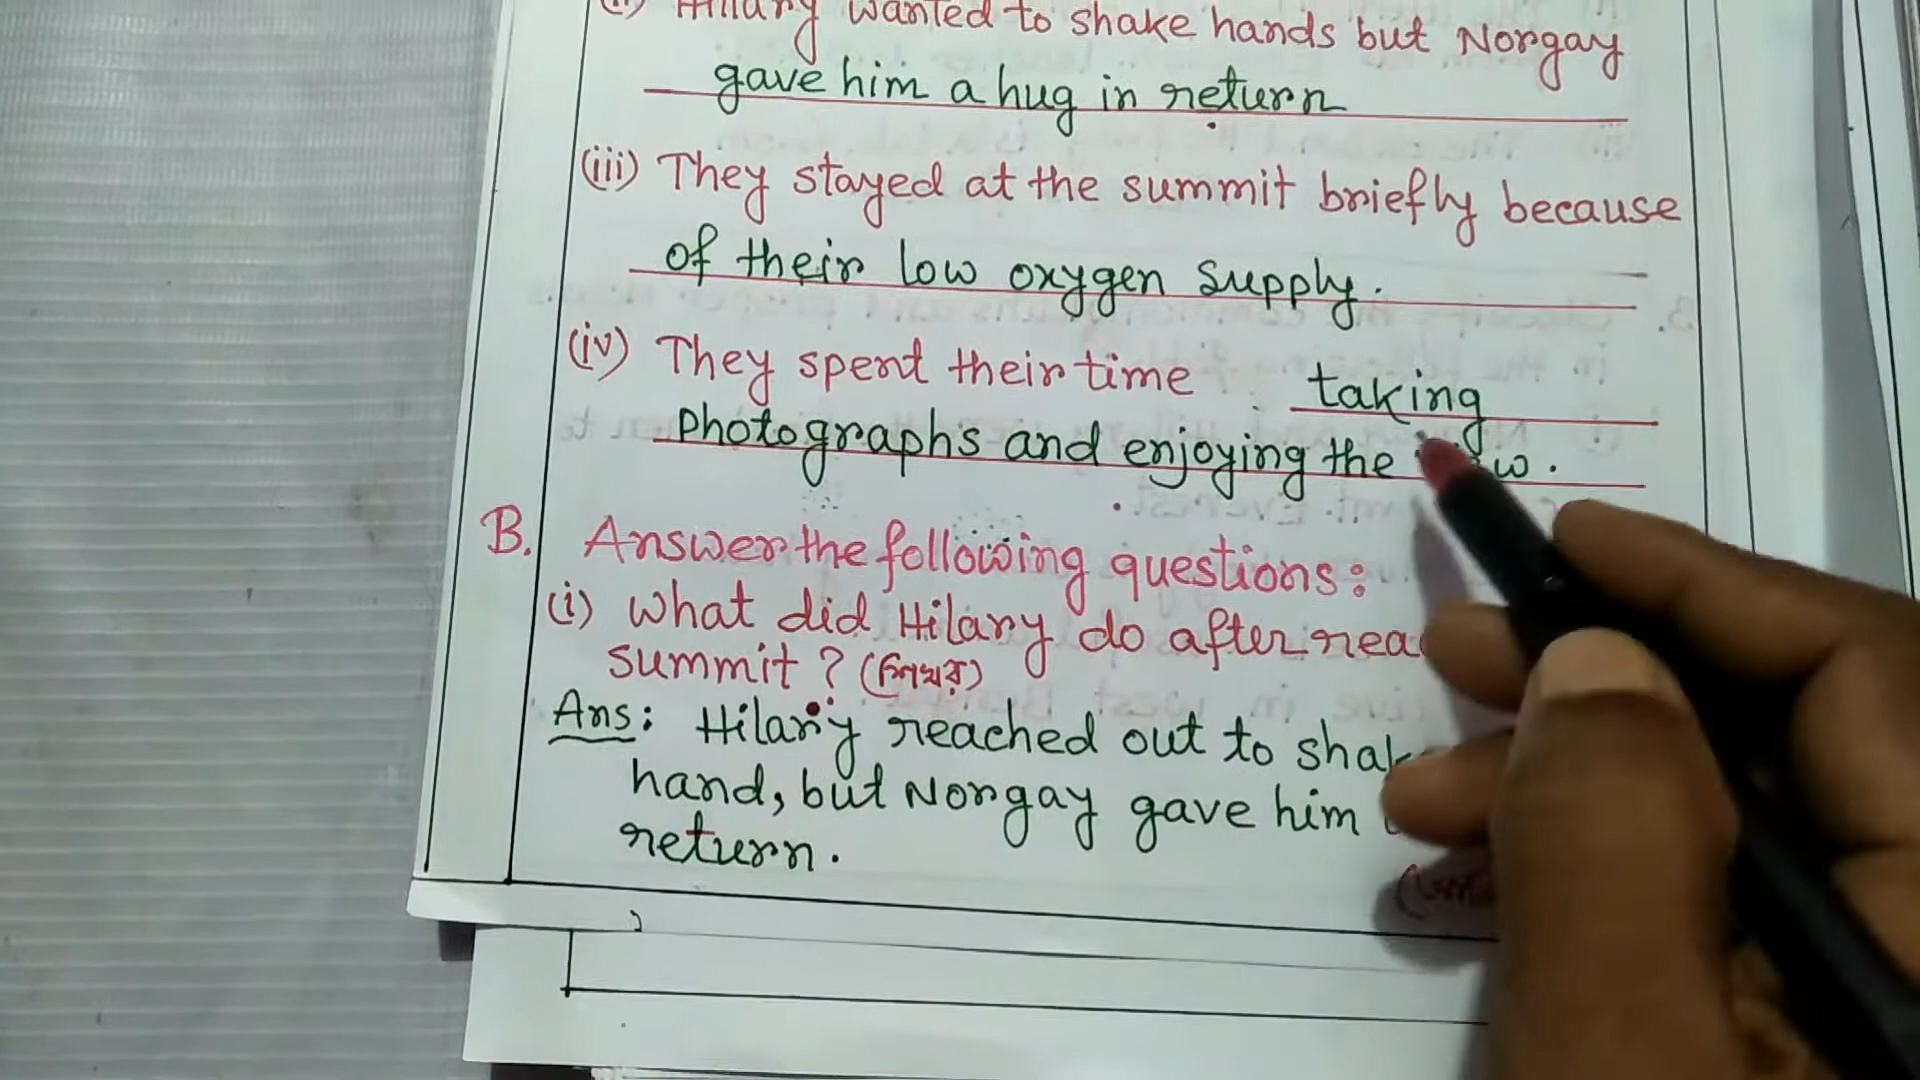 wanted to shake hands but Norgay
gave him a hug in return
(iii) They stayed at the summit briefly because
of their low oxygen supply.
(iv) They spent their time taking
photographs and enjoying the
B. Answer the following questions:
(i) What did Hilary do after
summit? (শিখর)
Ans: Hilary reached out to
hand, but Norgay gave him
return.